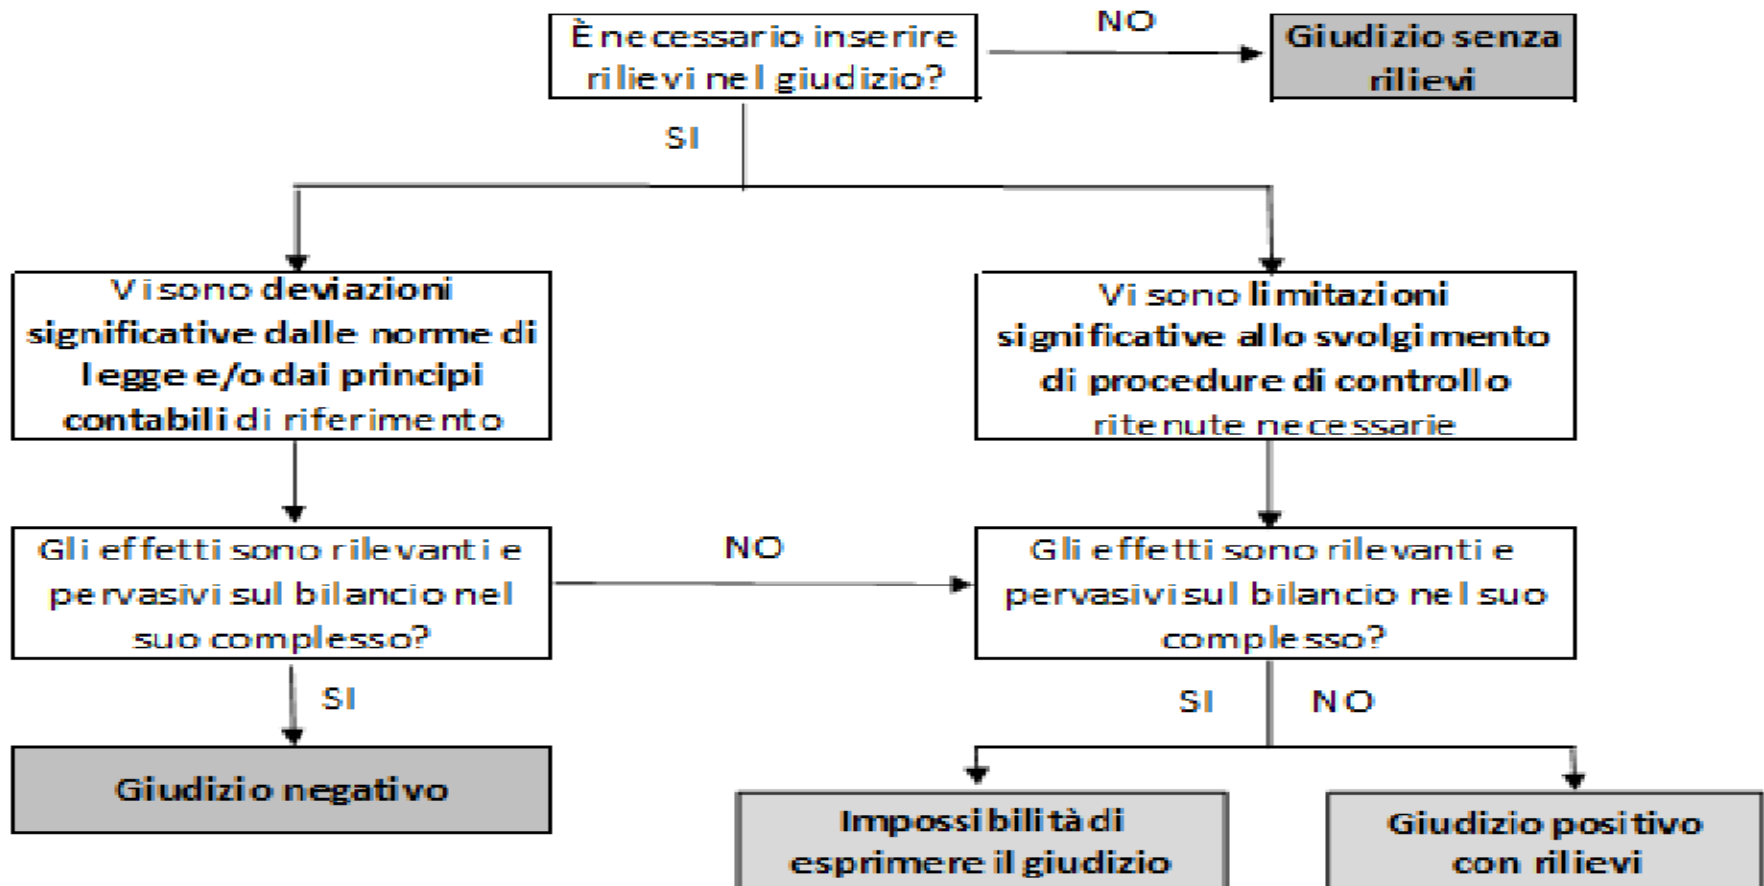 È necessario inserire
rilievi nel giudizio?
NO
Giudizio senza
rilievi
SI
Vi sono deviazioni
significative dalle norme di
legge e/o dai principi
contabili di riferimento
Vi sono limitazioni
significative allo svolgimento
di procedure di controllo
ritenute necessarie
Gli effetti sono rilevanti e
pervasivi sul bilancio nel
suo complesso?
NO
Gli effetti sono rilevanti e
pervasivi sul bilancio nel suo
complesso?
SI
SI
NO
Giudizio negativo
Impossibilità di
esprimere il giudizio
Giudizio positivo
con rilievi